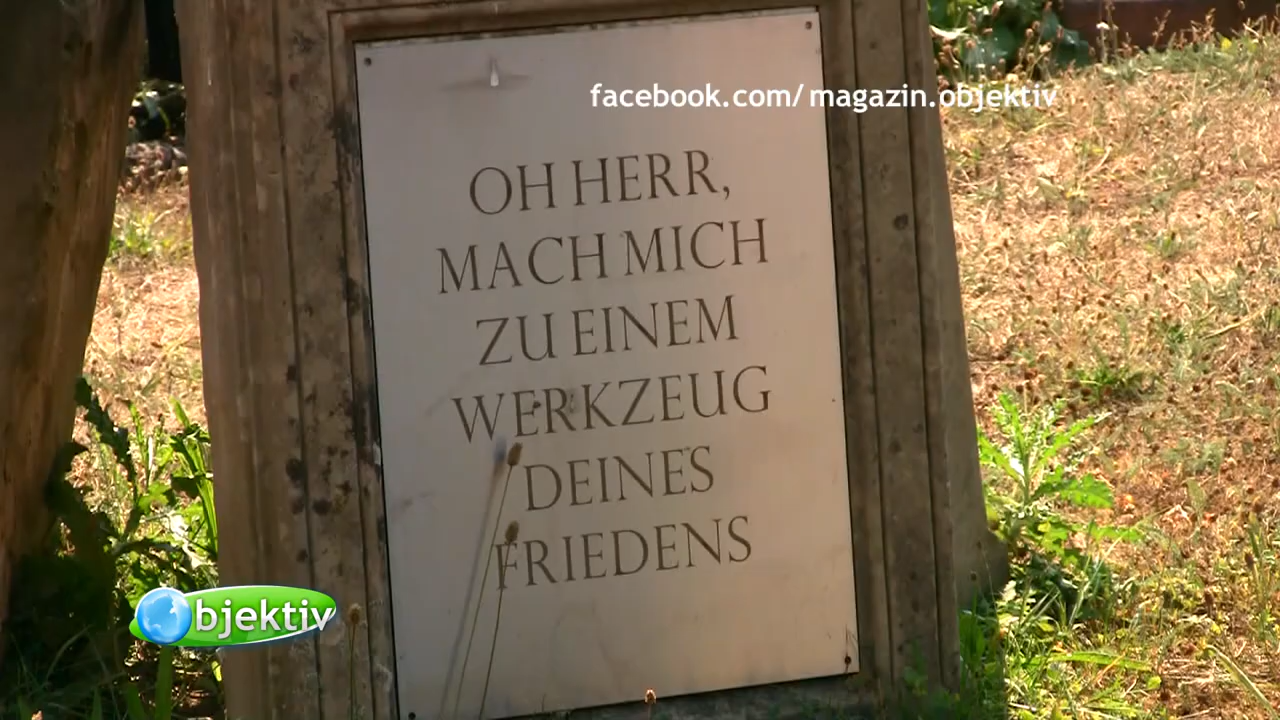 facebook.com/magazin.objektiv
OH HERR,
MACH MICH
ZU EINEM
WERKZEUG
DEINES
FRIEDENS
Objektiv